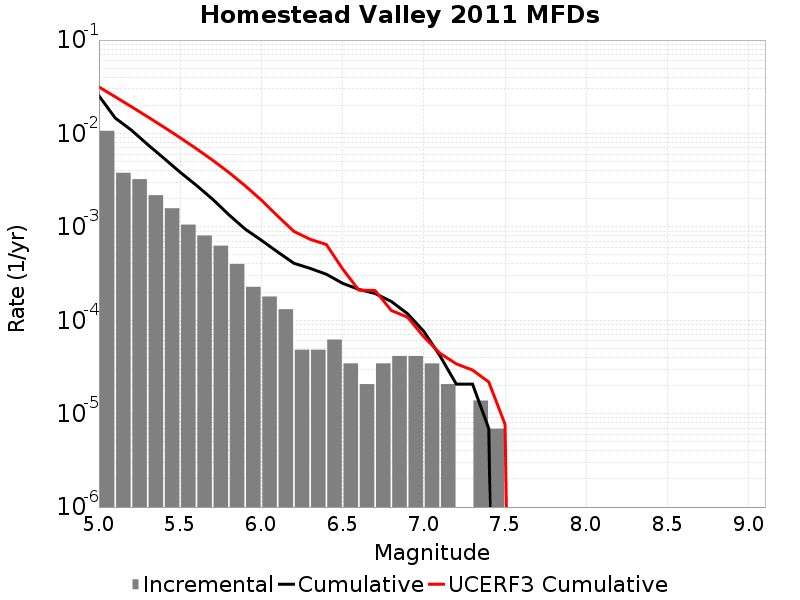 Homestead Valley 2011 MFDs
10^-1
10^-2
10^-3
10^-4
10^-5
10^-6
Rate (1/yr)
5.0 5.5 6.0 6.5 7.0 7.5 8.0 8.5 9.0
Magnitude
Incremental Cumulative UCERF3 Cumulative